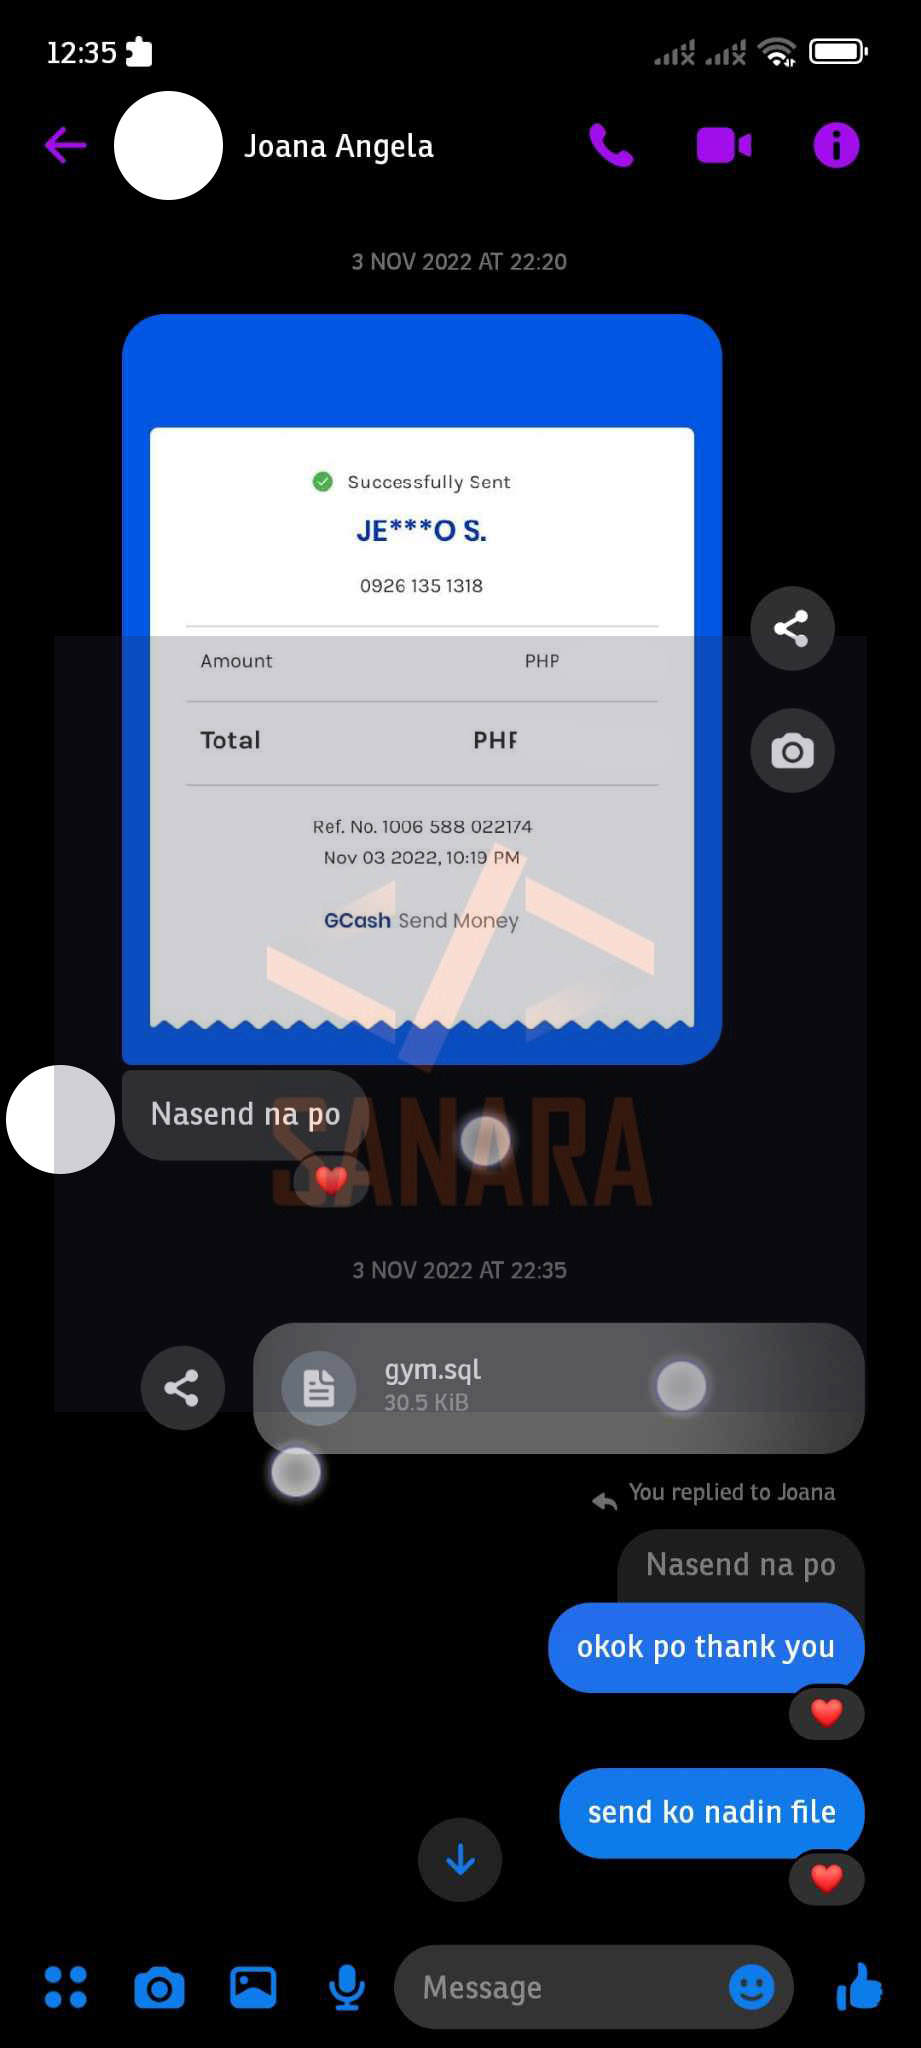 12:35
Joana Angela
3 NOV 2022 AT 22:20
Successfully Sent
JE***O S.
0926 135 1318
Amount PHP
Total PHP
Ref. No. 1006 588 022174
Nov 03 2022, 10:19 PM
GCash Send Money
Nasend na po
SANARA
3 NOV 2022 AT 22:35
gym.sql
30.5 KiB
You replied to Joana
Nasend na po
okok po thank you
send ko nadin file
Message